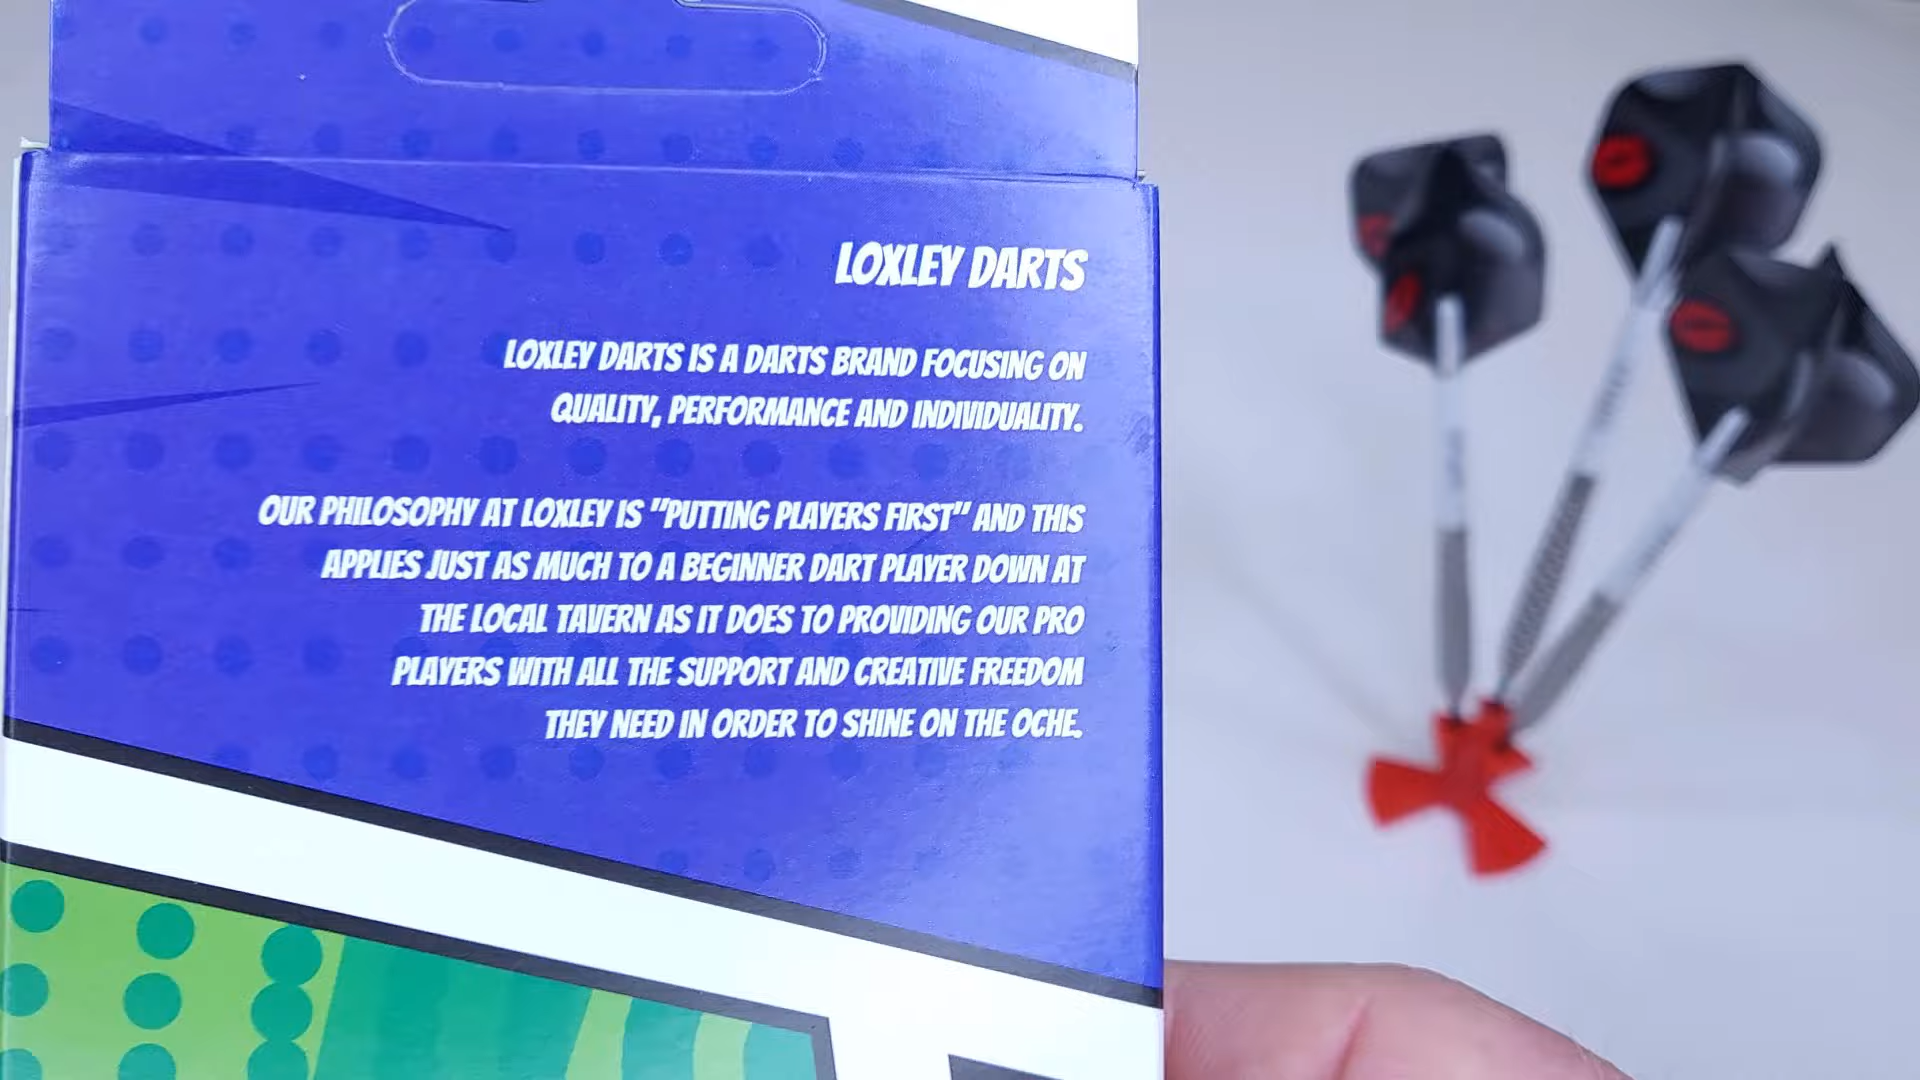 LOXLEY DARTS
LOXLEY DARTS IS A DARTS BRAND FOCUSING ON
QUALITY, PERFORMANCE AND INDIVIDUALITY.
OUR PHILOSOPHY AT LOXLEY IS "PUTTING PLAYERS FIRST" AND THIS
APPLIES JUST AS MUCH TO A BEGINNER DART PLAYER DOWN AT
THE LOCAL TAVERN AS IT DOES TO PROVIDING OUR PRO
PLAYERS WITH ALL THE SUPPORT AND CREATIVE FREEDOM
THEY NEED IN ORDER TO SHINE ON THE OCHE.